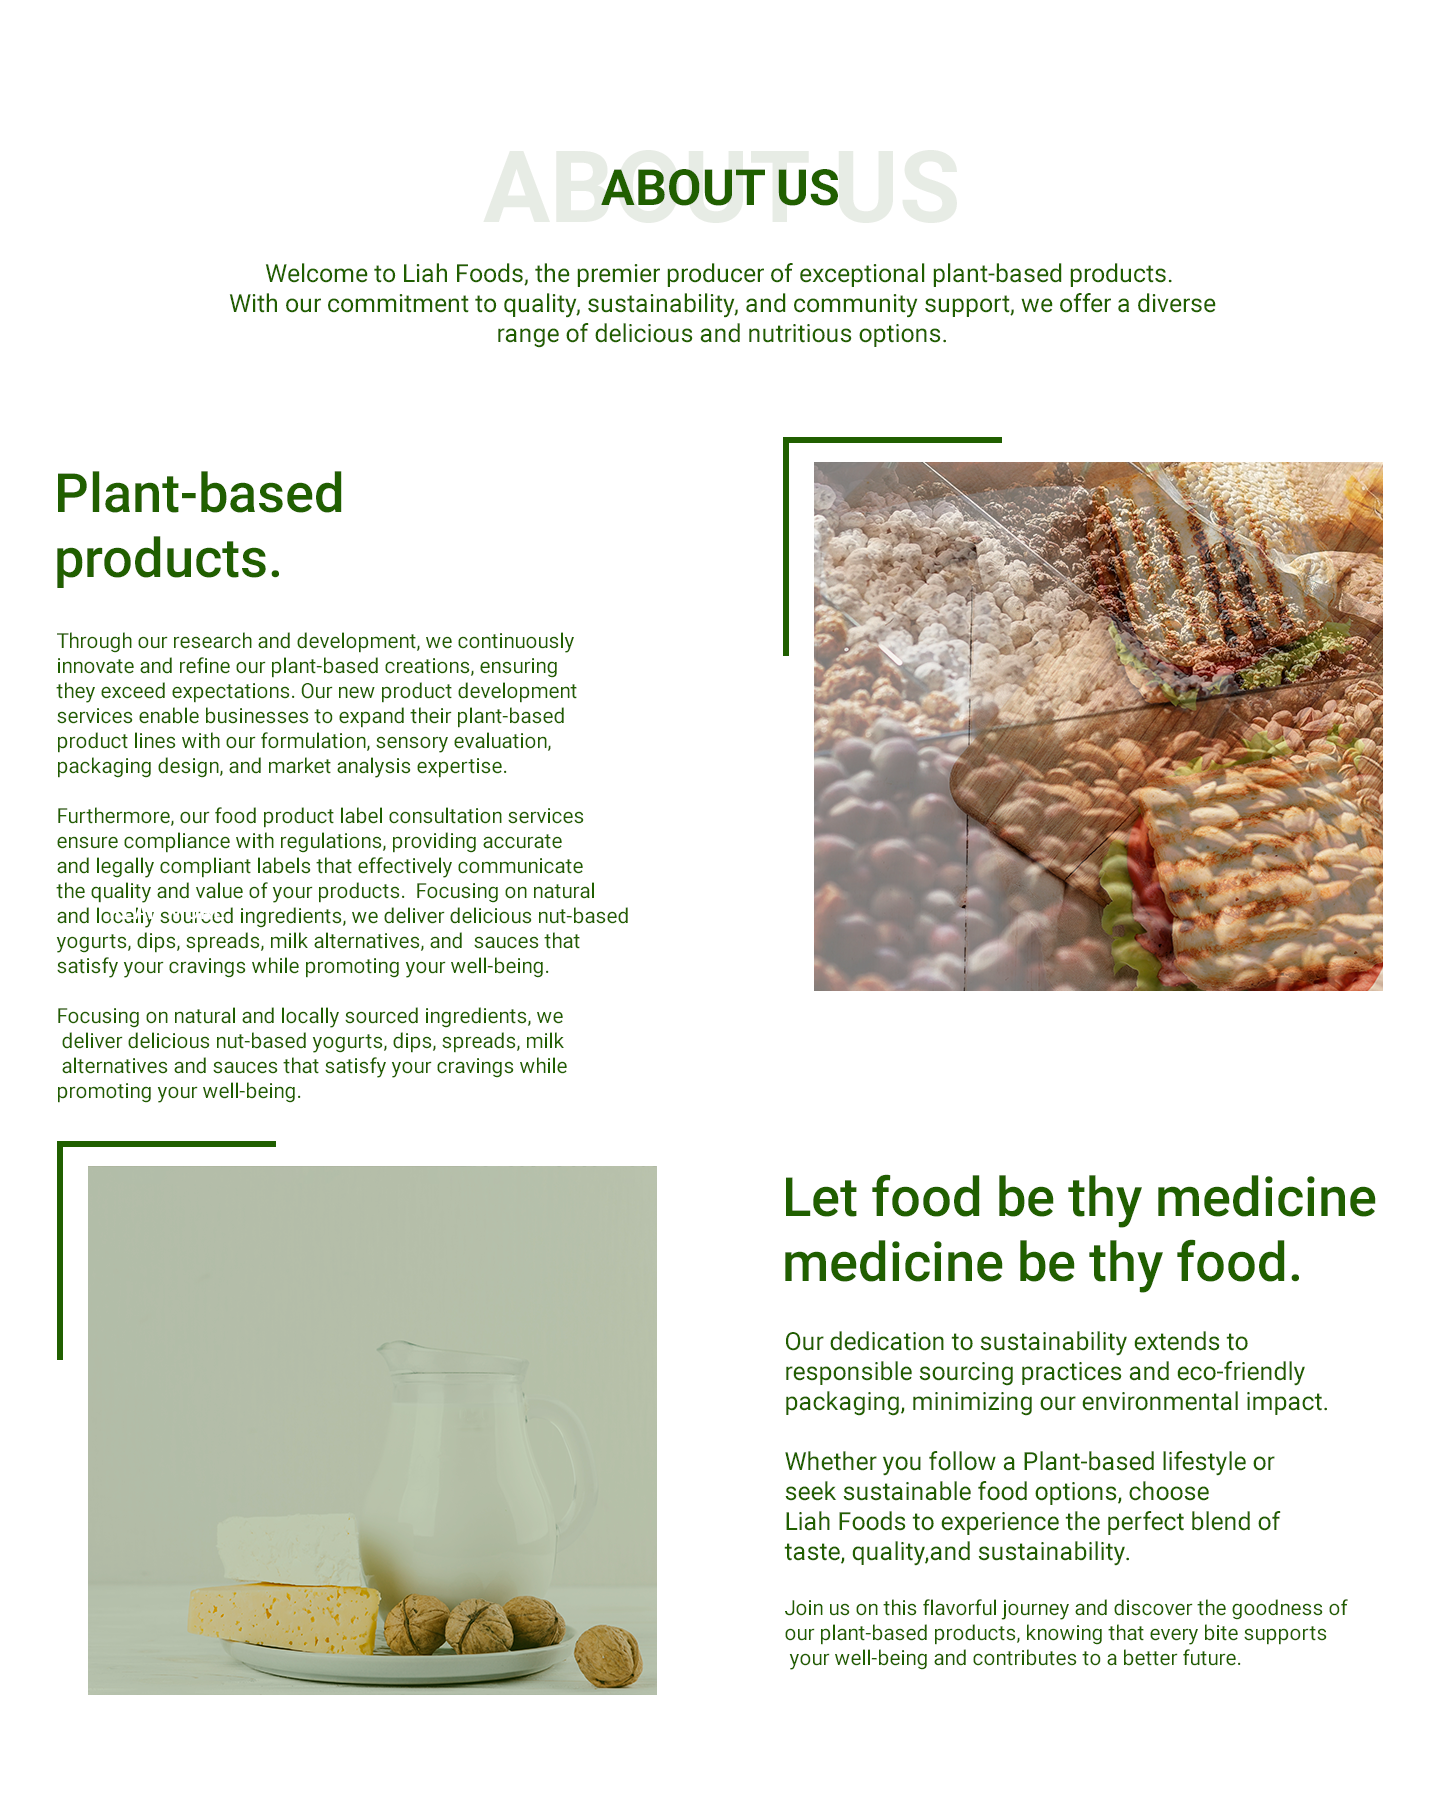 ABOUT US
ABOUT US
Welcome to Liah Foods, the premier producer of exceptional plant-based products.
With our commitment to quality, sustainability, and community support, we offer a diverse
range of delicious and nutritious options.
Plant-based
products.
Through our research and development, we continuously
innovate and refine our plant-based creations, ensuring
they exceed expectations. Our new product development
services enable businesses to expand their plant-based
product lines with our formulation, sensory evaluation,
packaging design, and market analysis expertise.
Furthermore, our food product label consultation services
ensure compliance with regulations, providing accurate
and legally compliant labels that effectively communicate
the quality and value of your products.  Focusing on natural
and locally sourced ingredients, we deliver delicious nut-based
yogurts, dips, spreads, milk alternatives, and  sauces that
satisfy your cravings while promoting your well-being.
Focusing on natural and locally sourced ingredients, we
deliver delicious nut-based yogurts, dips, spreads, milk
alternatives and sauces that satisfy your cravings while
promoting your well-being.
Let food be thy medicine
medicine be thy food.
Our dedication to sustainability extends to
responsible sourcing practices and eco-friendly
packaging, minimizing our environmental impact.
Whether you follow a Plant-based lifestyle or
seek sustainable food options, choose
Liah Foods to experience the perfect blend of
taste, quality,and sustainability.
Join us on this flavorful journey and discover the goodness of
our plant-based products, knowing that every bite supports
your well-being and contributes to a better future.